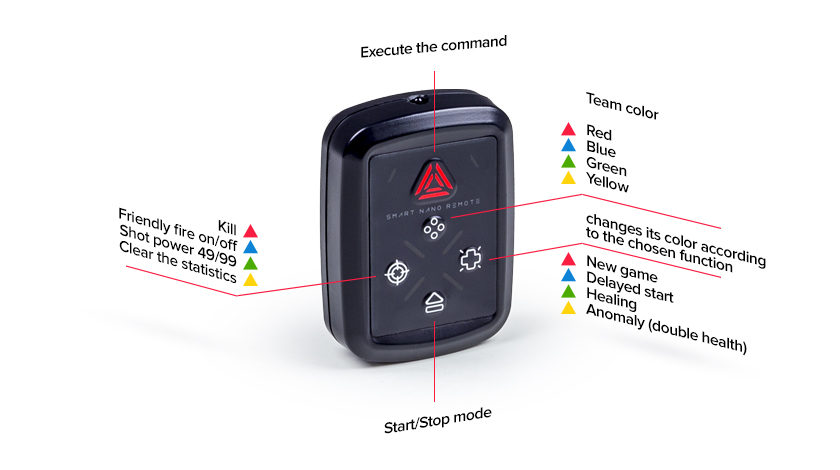 Execute the command
Team color
Red
Blue
Green
Yellow
SMART NANO REMOTE
Kill
Friendly fire on/off
Shot power 49/99
Clear the statistics
changes its color according
to the chosen function
New game
Delayed start
Healing
Anomaly (double health)
Start/Stop mode